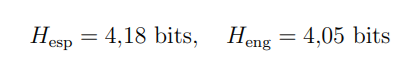 H_esp = 4,18 bits, H_eng = 4,05 bits